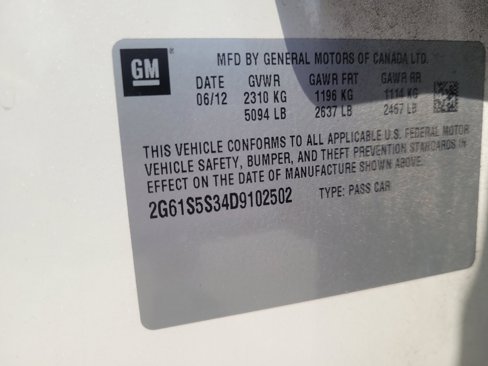 GM
MFD BY GENERAL MOTORS OF CANADA LTD.
DATE GVWR GAWR FRT GAWR RR
06/12 2310 KG 1196 KG 1114 KG
5094 LB 2637 LB 2457 LB
THIS VEHICLE CONFORMS TO ALL APPLICABLE U.S. FEDERAL MOTOR
VEHICLE SAFETY, BUMPER, AND THEFT PREVENTION STANDARDS IN
EFFECT ON THE DATE OF MANUFACTURE SHOWN ABOVE.
2G61S5S34D9102502 TYPE: PASS CAR